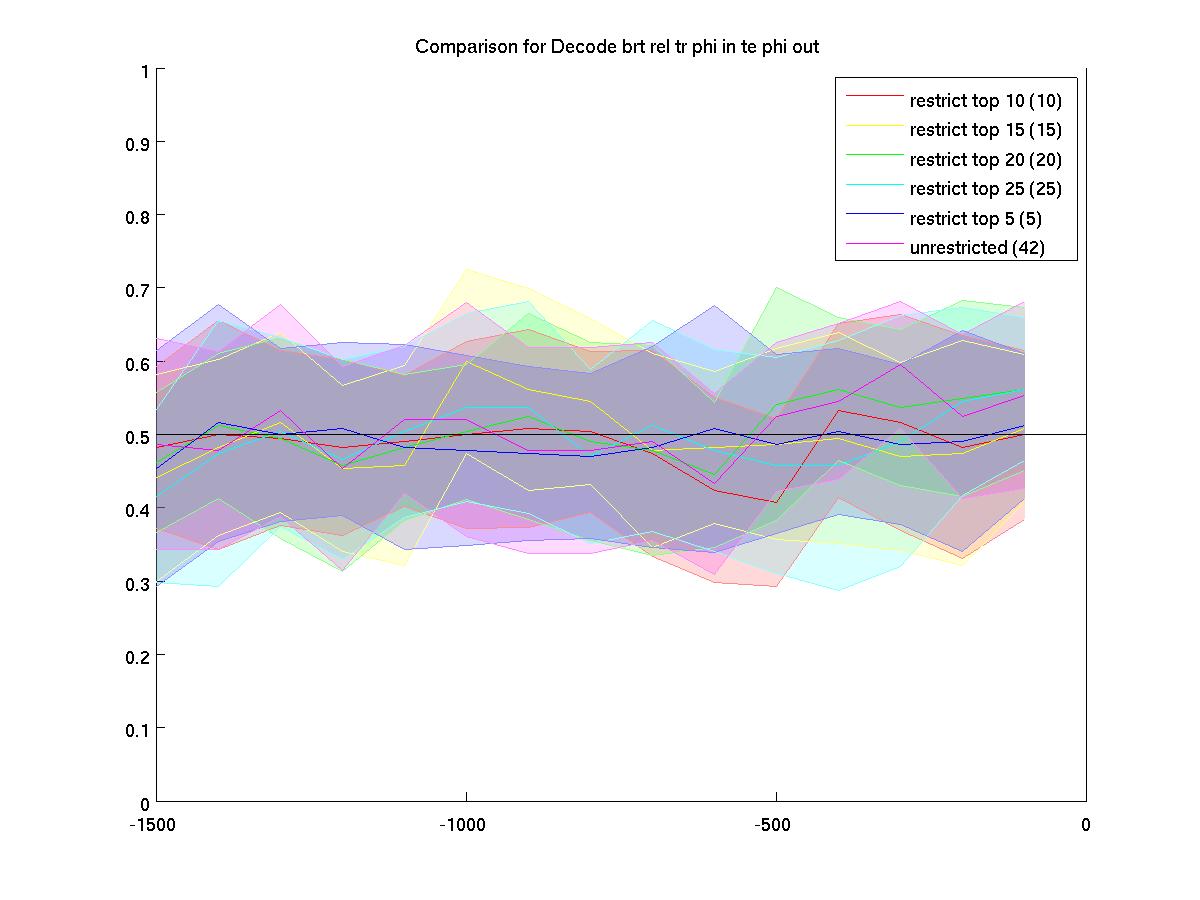 Comparison for Decode brt rel tr phi in te phi out
restrict top 10 (10)
restrict top 15 (15)
restrict top 20 (20)
restrict top 25 (25)
restrict top 5 (5)
unrestricted (42)
1
0.9
0.8
0.7
0.6
0.5
0.4
0.3
0.2
0.1
0
-1500 -1000 -500 0